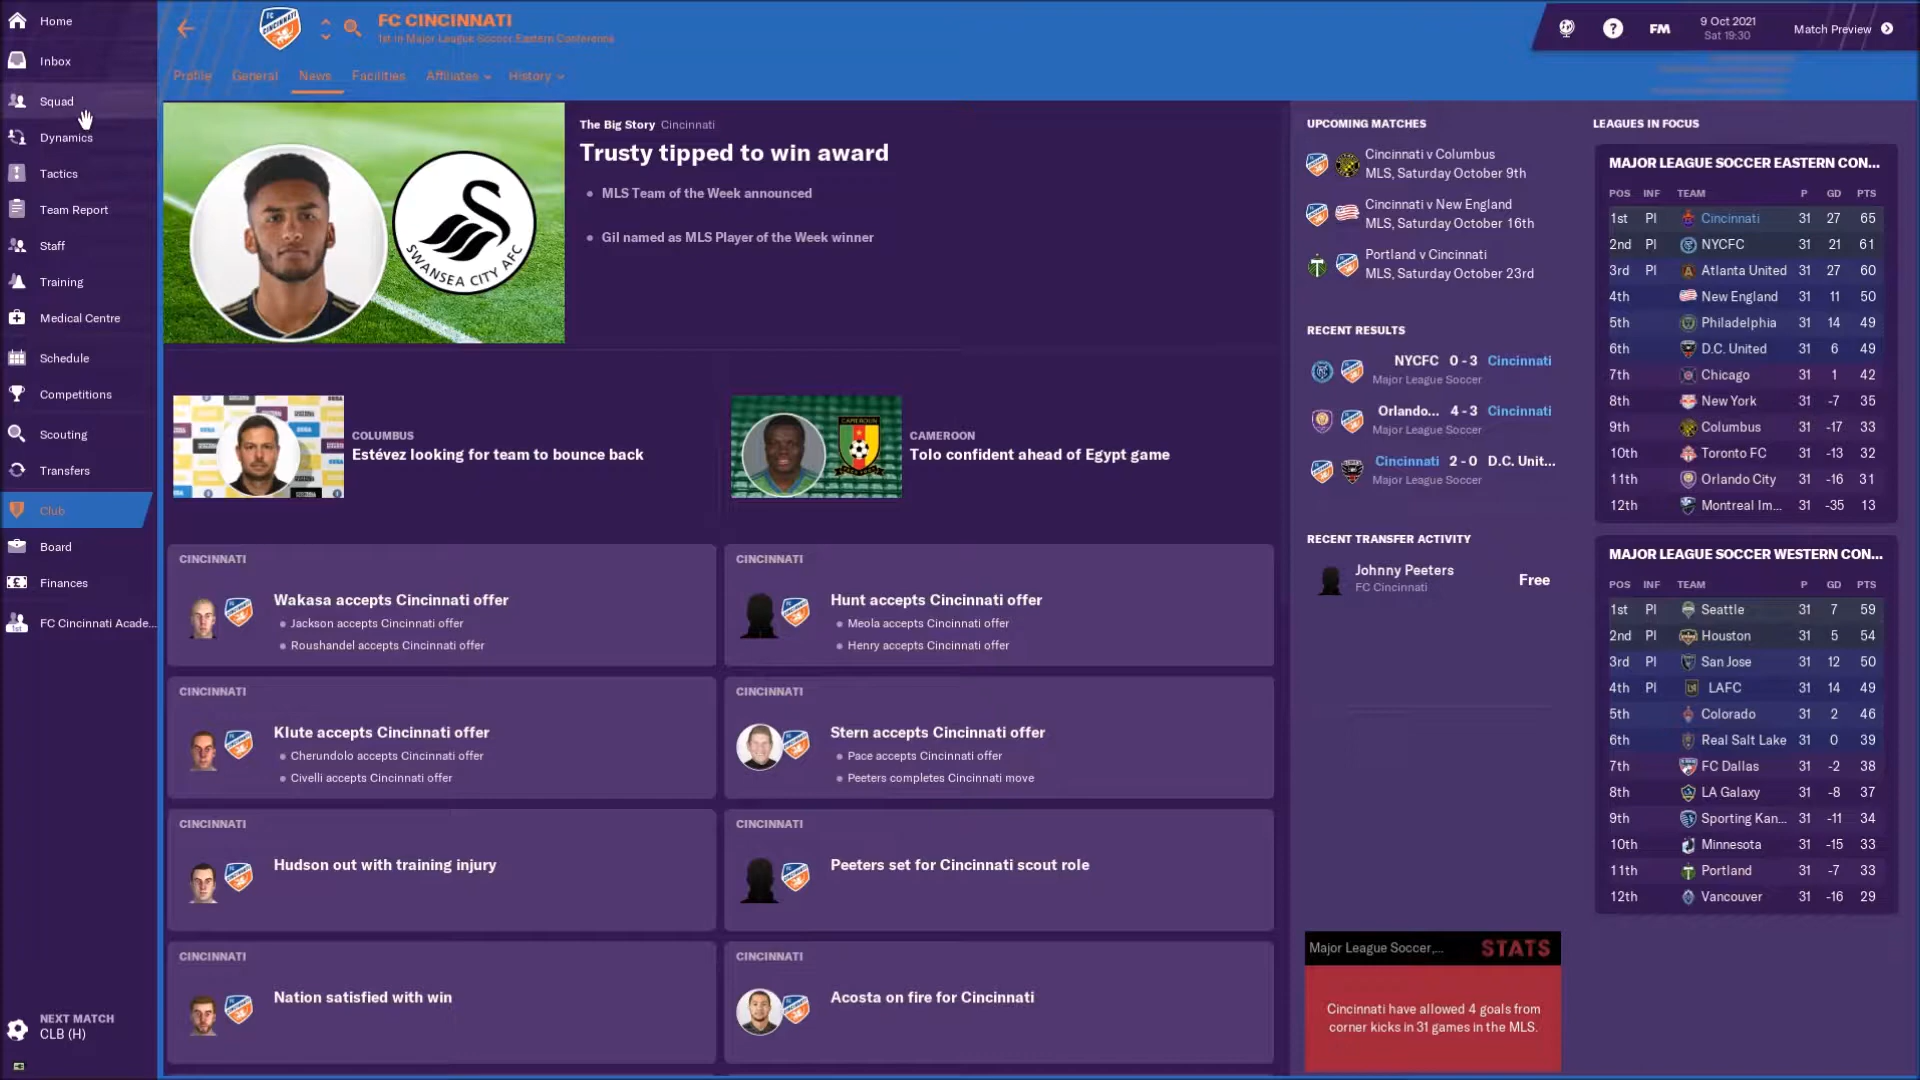 Home
Inbox
Squad
Dynamics
Tactics
Team Report
Staff
Training
Medical Centre
Schedule
Competitions
Scouting
Transfers
Club
Board
Finances
1st
FC Cincinnati Acade...
NEXT MATCH
CLB (H)
FC CINCINNATI
1st in Major League Soccer Eastern Conference
Profile General News Facilities Affiliates History
? FM
9 Oct 2021
Sat 19:30
Match Preview
SWANSEA CITY AFC
The Big Story Cincinnati
Trusty tipped to win award
MLS Team of the Week announced
Gil named as MLS Player of the Week winner
COLUMBUS
Estévez looking for team to bounce back
CAMEROON
Tolo confident ahead of Egypt game
CINCINNATI
Wakasa accepts Cincinnati offer
Jackson accepts Cincinnati offer
Roushandel accepts Cincinnati offer
CINCINNATI
Hunt accepts Cincinnati offer
Meola accepts Cincinnati offer
Henry accepts Cincinnati offer
CINCINNATI
Klute accepts Cincinnati offer
Cherundolo accepts Cincinnati offer
Civelli accepts Cincinnati offer
CINCINNATI
Stern accepts Cincinnati offer
Pace accepts Cincinnati offer
Peeters completes Cincinnati move
CINCINNATI
Hudson out with training injury
CINCINNATI
Peeters set for Cincinnati scout role
CINCINNATI
Nation satisfied with win
CINCINNATI
Acosta on fire for Cincinnati
UPCOMING MATCHES
Cincinnati v Columbus
MLS, Saturday October 9th
Cincinnati v New England
MLS, Saturday October 16th
Portland v Cincinnati
MLS, Saturday October 23rd
RECENT RESULTS
NYCFC 0 - 3 Cincinnati
Major League Soccer
Orlando... 4 - 3 Cincinnati
Major League Soccer
Cincinnati 2 - 0 D.C. Unit...
Major League Soccer
RECENT TRANSFER ACTIVITY
Johnny Peeters
FC Cincinnati
Free
Major League Soccer,... STATS
Cincinnati have allowed 4 goals from
corner kicks in 31 games in the MLS.
LEAGUES IN FOCUS
MAJOR LEAGUE SOCCER EASTERN CON...
POS INF TEAM P GD PTS
1st Pl Cincinnati 31 27 65
2nd Pl NYCFC 31 21 61
3rd Pl Atlanta United 31 27 60
4th New England 31 11 50
5th Philadelphia 31 14 49
6th D.C. United 31 6 49
7th Chicago 31 1 42
8th New York 31 -7 35
9th Columbus 31 -17 33
10th Toronto FC 31 -13 32
11th Orlando City 31 -16 31
12th Montreal Im... 31 -35 13
MAJOR LEAGUE SOCCER WESTERN CON...
POS INF TEAM P GD PTS
1st Pl Seattle 31 7 59
2nd Pl Houston 31 5 54
3rd Pl San Jose 31 12 50
4th Pl LAFC 31 14 49
5th Colorado 31 2 46
6th Real Salt Lake 31 0 39
7th FC Dallas 31 -2 38
8th LA Galaxy 31 -8 37
9th Sporting Kan... 31 -11 34
10th Minnesota 31 -15 33
11th Portland 31 -7 33
12th Vancouver 31 -16 29